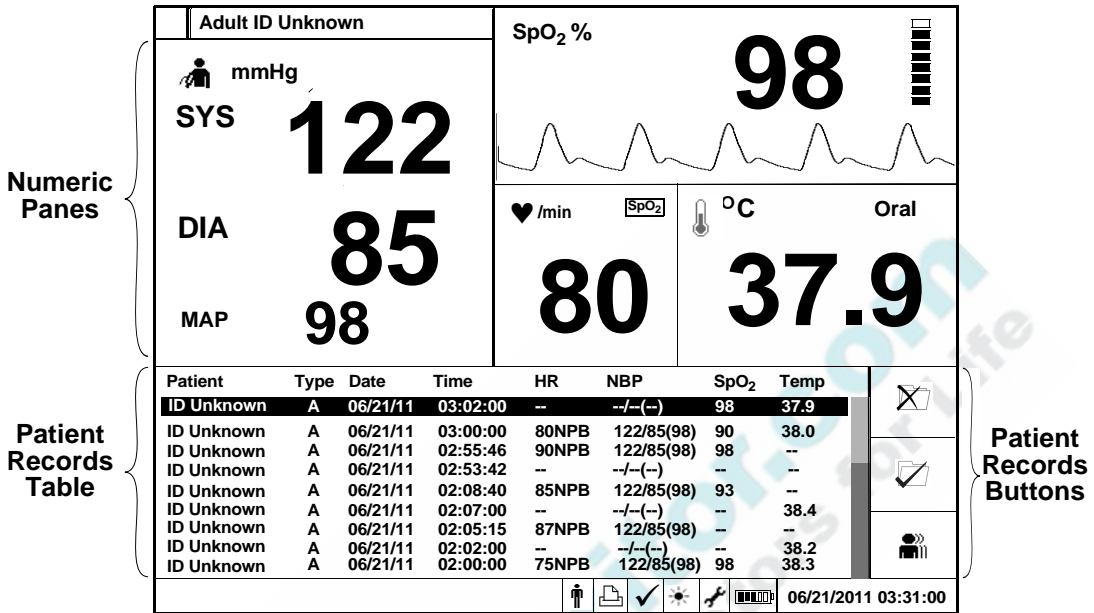 Adult ID Unknown
mmHg
SYS 122
DIA 85
MAP 98
SpO2 %
98
/min SpO2
80
°C Oral
37.9
Numeric
Panes
Patient Type Date Time HR NBP SpO2 Temp
ID Unknown A 06/21/11 03:02:00 -- --/--(--) 98 37.9
ID Unknown A 06/21/11 03:00:00 80NPB 122/85(98) 90 38.0
ID Unknown A 06/21/11 02:55:46 90NPB 122/85(98) 98 --
ID Unknown A 06/21/11 02:53:42 -- --/--(--) -- --
ID Unknown A 06/21/11 02:08:40 85NPB 122/85(98) 93 --
ID Unknown A 06/21/11 02:07:00 -- --/--(--) -- 38.4
ID Unknown A 06/21/11 02:05:15 87NPB 122/85(98) -- --
ID Unknown A 06/21/11 02:02:00 -- --/--(--) -- 38.2
ID Unknown A 06/21/11 02:00:00 75NPB 122/85(98) 98 38.3
Patient
Records
Table
Patient
Records
Buttons
06/21/2011 03:31:00
itor.com
ors for Life